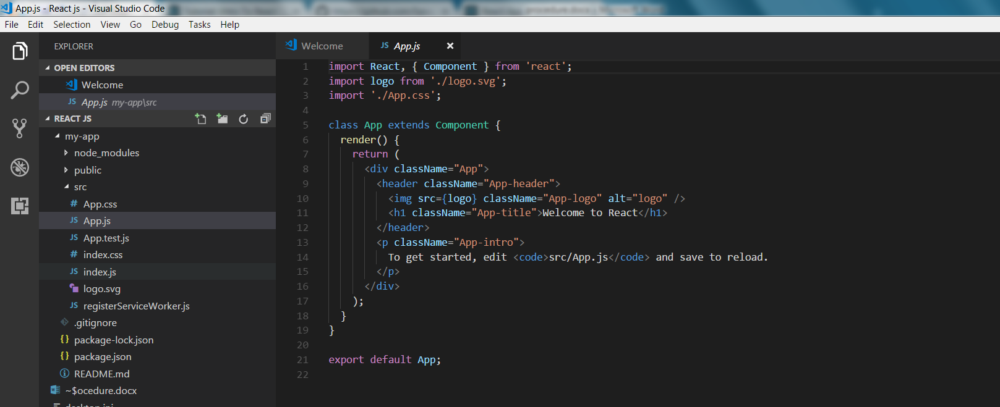 App.js - React js - Visual Studio Code
File Edit Selection View Go Debug Tasks Help
EXPLORER
OPEN EDITORS
Welcome
JS App.js my-app\src
REACT JS
my-app
node_modules
public
src
# App.css
JS App.js
JS App.test.js
# index.css
JS index.js
logo.svg
JS registerServiceWorker.js
.gitignore
{} package-lock.json
{} package.json
README.md
~$ocedure.docx
desktop.ini
Welcome JS App.js ×
1 import React, { Component } from 'react';
2 import logo from './logo.svg';
3 import './App.css';
4
5 class App extends Component {
6 render() {
7 return (
8 <div className="App">
9 <header className="App-header">
10 <img src={logo} className="App-logo" alt="logo" />
11 <h1 className="App-title">Welcome to React</h1>
12 </header>
13 <p className="App-intro">
14 To get started, edit <code>src/App.js</code> and save to reload.
15 </p>
16 </div>
17 );
18 }
19 }
20
21 export default App;
22